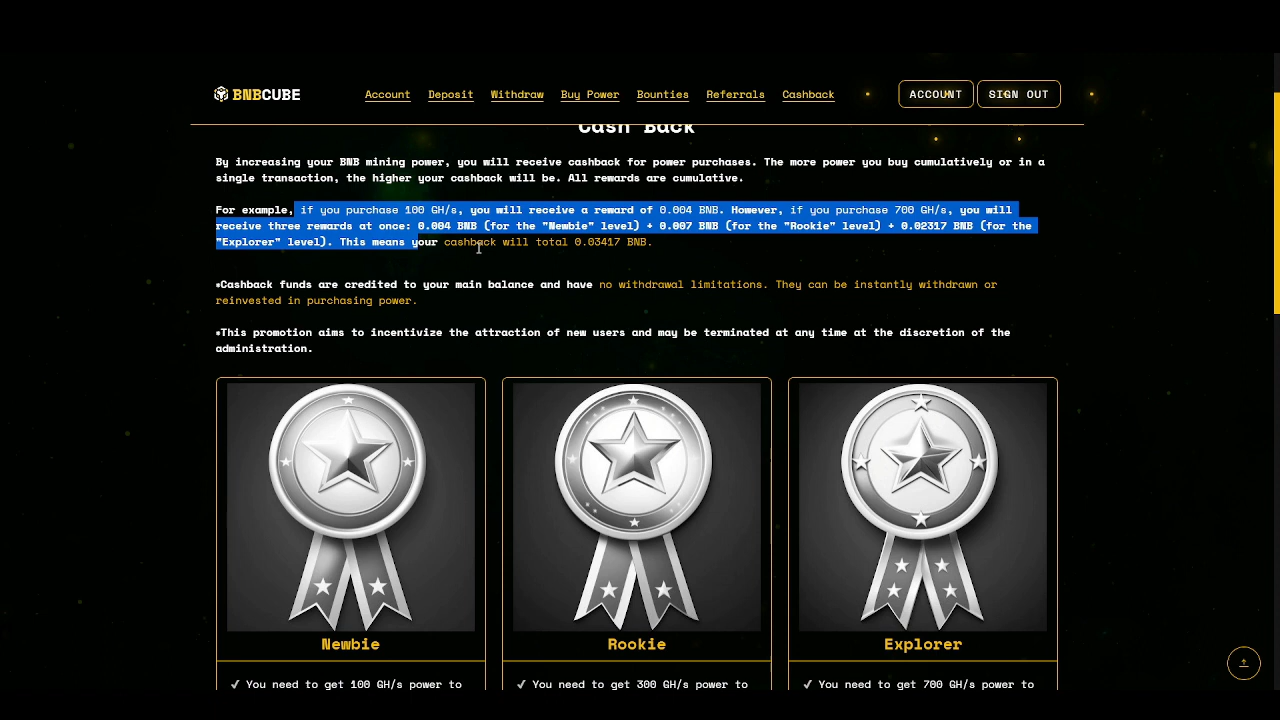 BNBCUBE
Account Deposit Withdraw Buy Power Bounties Referrals Cashback
ACCOUNT SIGN OUT
Cash Back
By increasing your BNB mining power, you will receive cashback for power purchases. The more power you buy cumulatively or in a
single transaction, the higher your cashback will be. All rewards are cumulative.
For example, if you purchase 100 GH/s, you will receive a reward of 0.004 BNB. However, if you purchase 700 GH/s, you will
receive three rewards at once: 0.004 BNB (for the "Newbie" level) + 0.007 BNB (for the "Rookie" level) + 0.02317 BNB (for the
"Explorer" level). This means your cashback will total 0.03417 BNB.
•Cashback funds are credited to your main balance and have no withdrawal limitations. They can be instantly withdrawn or
reinvested in purchasing power.
•This promotion aims to incentivize the attraction of new users and may be terminated at any time at the discretion of the
administration.
Newbie
Rookie
Explorer
✓ You need to get 100 GH/s power to
✓ You need to get 300 GH/s power to
✓ You need to get 700 GH/s power to